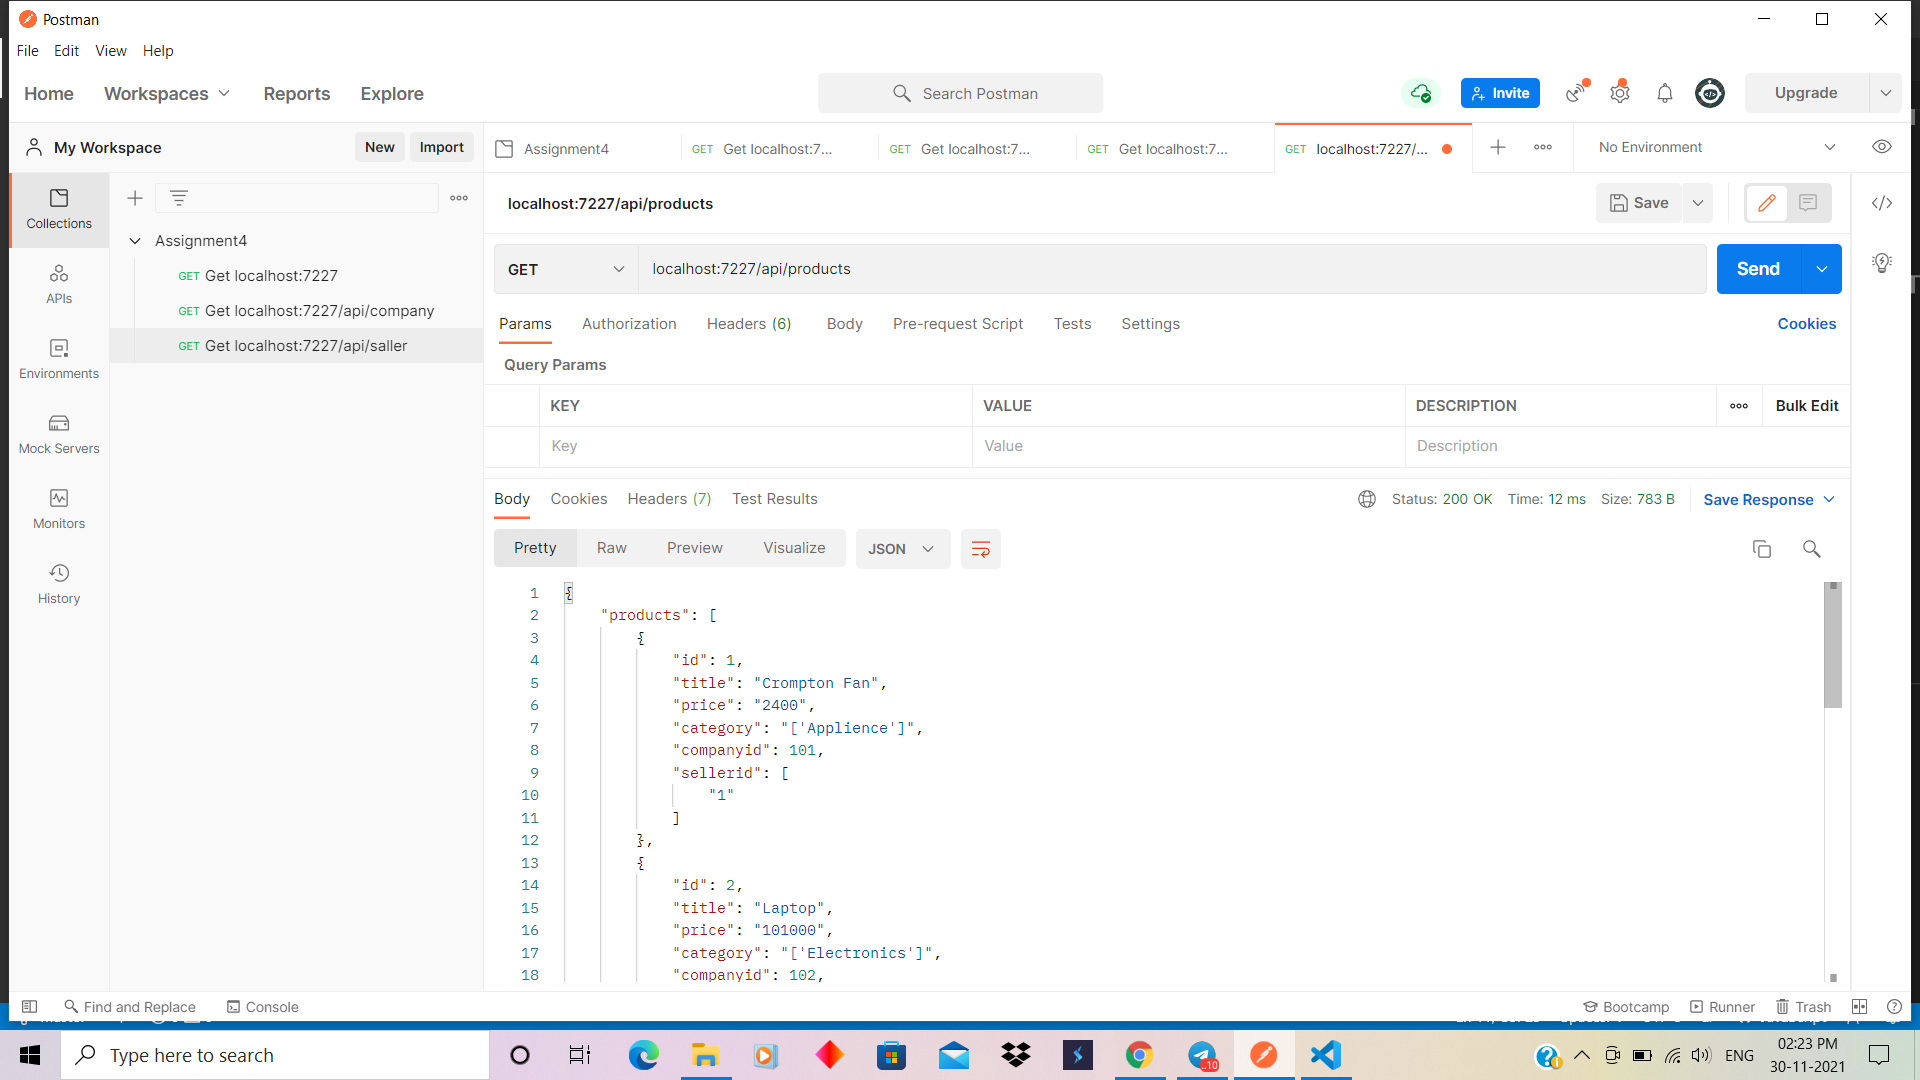 Postman
File Edit View Help
Home Workspaces Reports Explore
Search Postman
Invite
Upgrade
My Workspace
New
Import
Assignment4
GET Get localhost:7...
GET Get localhost:7...
GET Get localhost:7...
GET localhost:7227/...
No Environment
Collections
APIs
Environments
Mock Servers
Monitors
History
Assignment4
GET Get localhost:7227
GET Get localhost:7227/api/company
GET Get localhost:7227/api/saller
localhost:7227/api/products
Save
GET
localhost:7227/api/products
Send
Params Authorization Headers (6) Body Pre-request Script Tests Settings
Cookies
Query Params
KEY VALUE DESCRIPTION
Bulk Edit
Key Value Description
Body Cookies Headers (7) Test Results
Status: 200 OK Time: 12 ms Size: 783 B
Save Response
Pretty Raw Preview Visualize
JSON
1 {
2 "products": [
3 {
4 "id": 1,
5 "title": "Crompton Fan",
6 "price": "2400",
7 "category": "['Applience']",
8 "companyid": 101,
9 "sellerid": [
10 "1"
11 ]
12 },
13 {
14 "id": 2,
15 "title": "Laptop",
16 "price": "101000",
17 "category": "['Electronics']",
18 "companyid": 102,
Find and Replace
Console
Bootcamp
Runner
Trash
Type here to search
..10
ENG
02:23 PM
30-11-2021